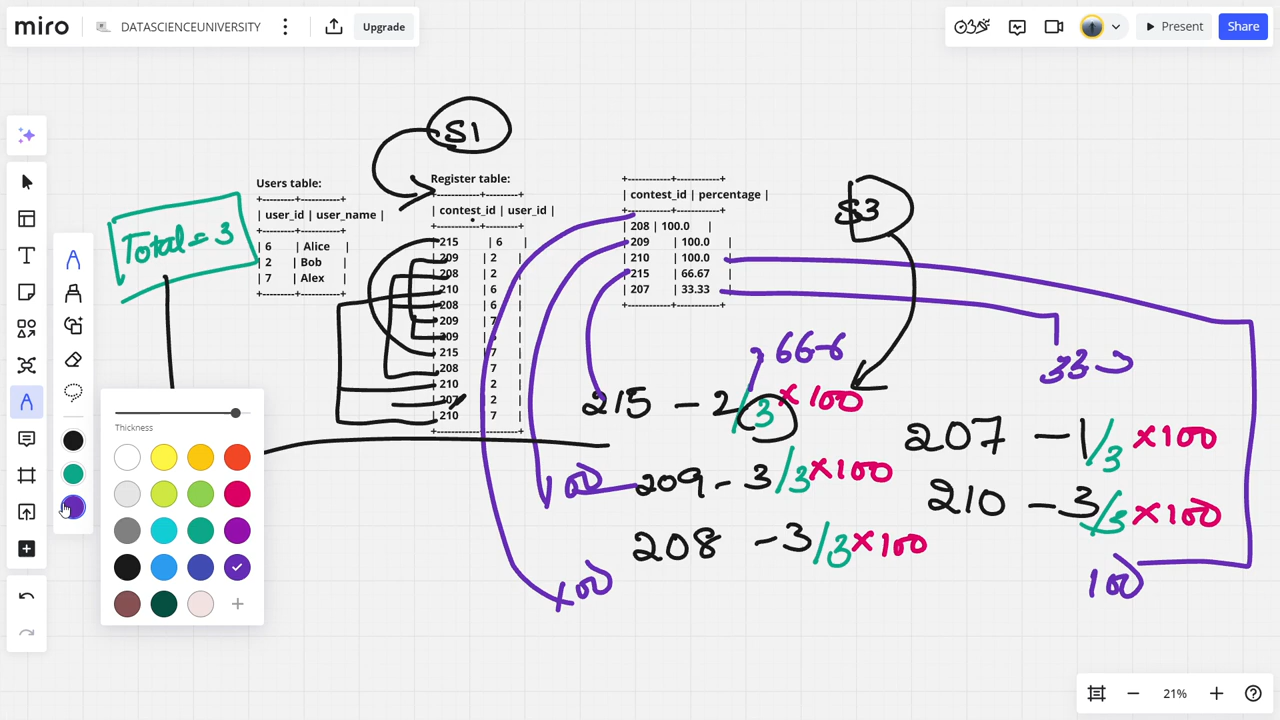 miro DATASCIENCEUNIVERSITY Upgrade Present Share
S1
Users table:
+---------+-----------+
| user_id | user_name |
+---------+-----------+
| 6 | Alice |
| 2 | Bob |
| 7 | Alex |
+---------+-----------+
Total = 3
Register table:
+------------+---------+
| contest_id | user_id |
+------------+---------+
215 | 6 |
209 | 2 |
208 | 2 |
210 | 6 |
208 | 6 |
209 | 7 |
209 |
215 | 7 |
208 | 7 |
210 | 2 |
207 | 2 |
210 | 7 |
+------------+---------+
+------------+------------+
| contest_id | percentage |
+------------+------------+
| 208 | 100.0 |
| 209 | 100.0 |
| 210 | 100.0 |
| 215 | 66.67 |
| 207 | 33.33 |
+------------+------------+
S3
66-6
33-3
215 - 2/3 × 100
207 - 1/3 × 100
100
209 - 3/3 × 100
210 - 3/3 × 100
208 - 3/3 × 100
100
100
Thickness
21%